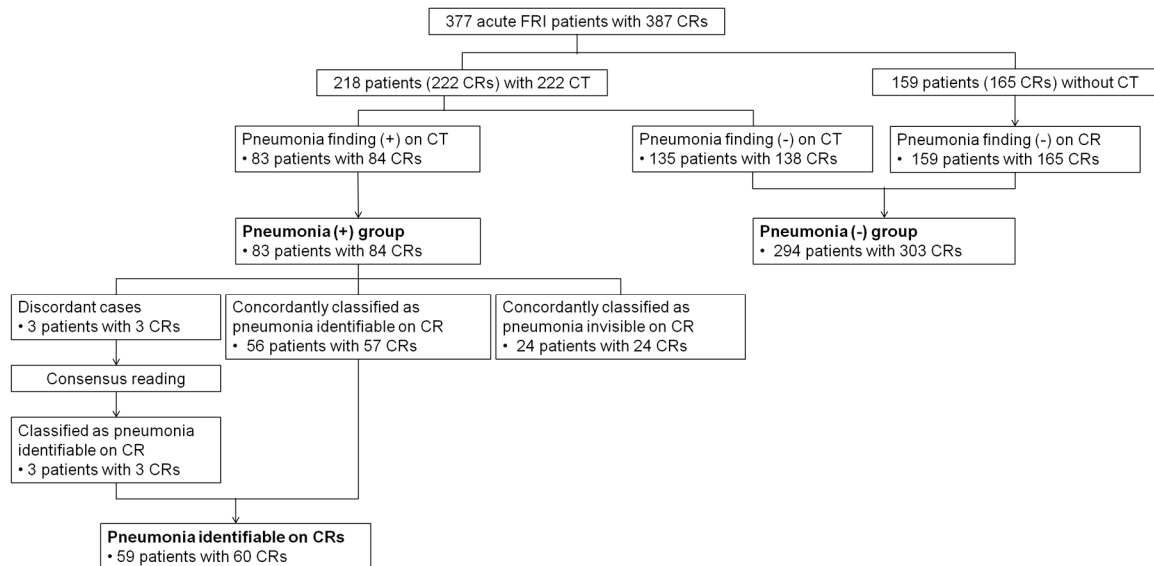 377 acute FRI patients with 387 CRs
218 patients (222 CRs) with 222 CT
159 patients (165 CRs) without CT
Pneumonia finding (+) on CT
• 83 patients with 84 CRs
Pneumonia finding (-) on CT
• 135 patients with 138 CRs
Pneumonia finding (-) on CR
• 159 patients with 165 CRs
Pneumonia (+) group
• 83 patients with 84 CRs
Pneumonia (-) group
• 294 patients with 303 CRs
Discordant cases
• 3 patients with 3 CRs
Concordantly classified as
pneumonia identifiable on CR
• 56 patients with 57 CRs
Concordantly classified as
pneumonia invisible on CR
• 24 patients with 24 CRs
Consensus reading
Classified as pneumonia
identifiable on CR
• 3 patients with 3 CRs
Pneumonia identifiable on CRs
• 59 patients with 60 CRs